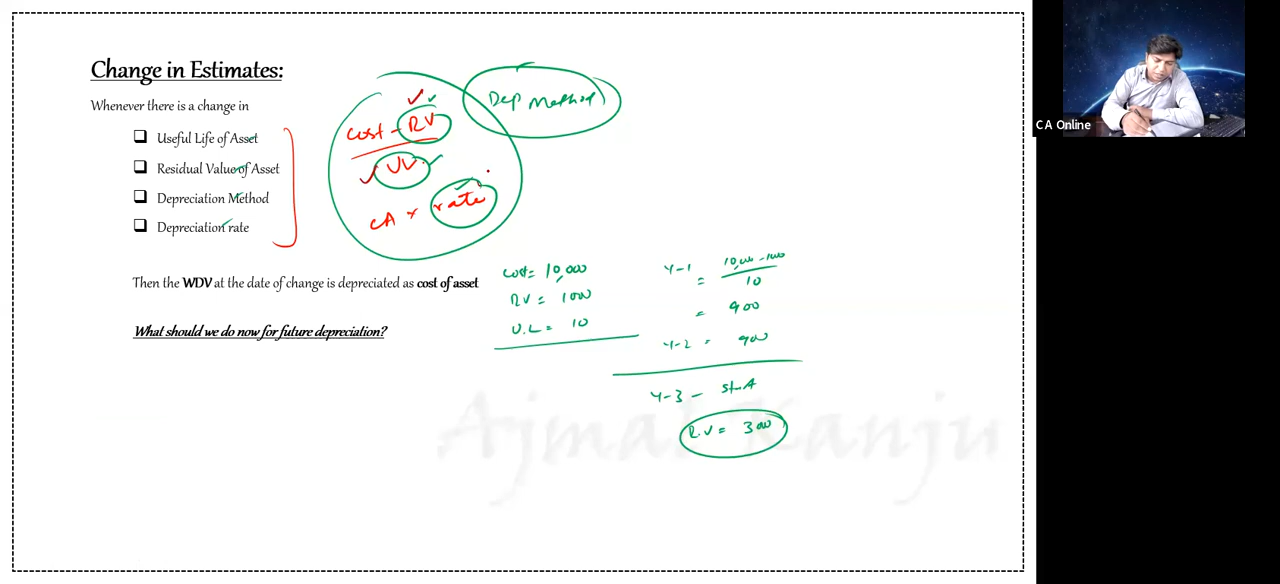 Change in Estimates:
Whenever there is a change in
Useful Life of Asset
Residual Value of Asset
Depreciation Method
Depreciation rate
Then the WDV at the date of change is depreciated as cost of asset
What should we do now for future depreciation?
Dep Method
Cost - RV
UL
CA × rate
Cost = 10,000
RV = 1000
U.L = 10
Y-1 = 10,000 - 1000
10
= 900
Y-2 = 900
Y-3 -
RV = 3000
Ajmal Kanju
CA Online